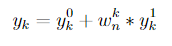 y_k = y_k^0 + w_n^k * y_k^1